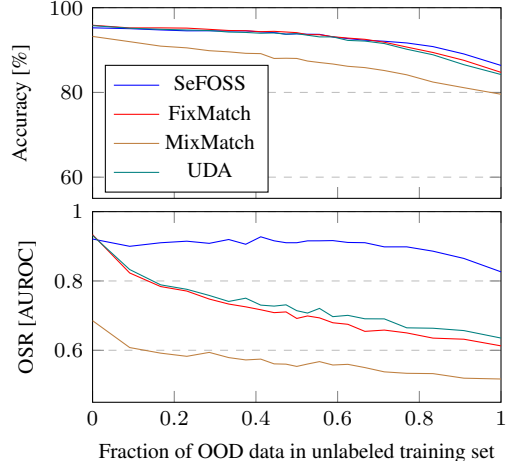 Accuracy [%]
100
80
60
SeFOSS
FixMatch
MixMatch
UDA
OSR [AUROC]
1
0.8
0.6
0 0.2 0.4 0.6 0.8 1
Fraction of OOD data in unlabeled training set